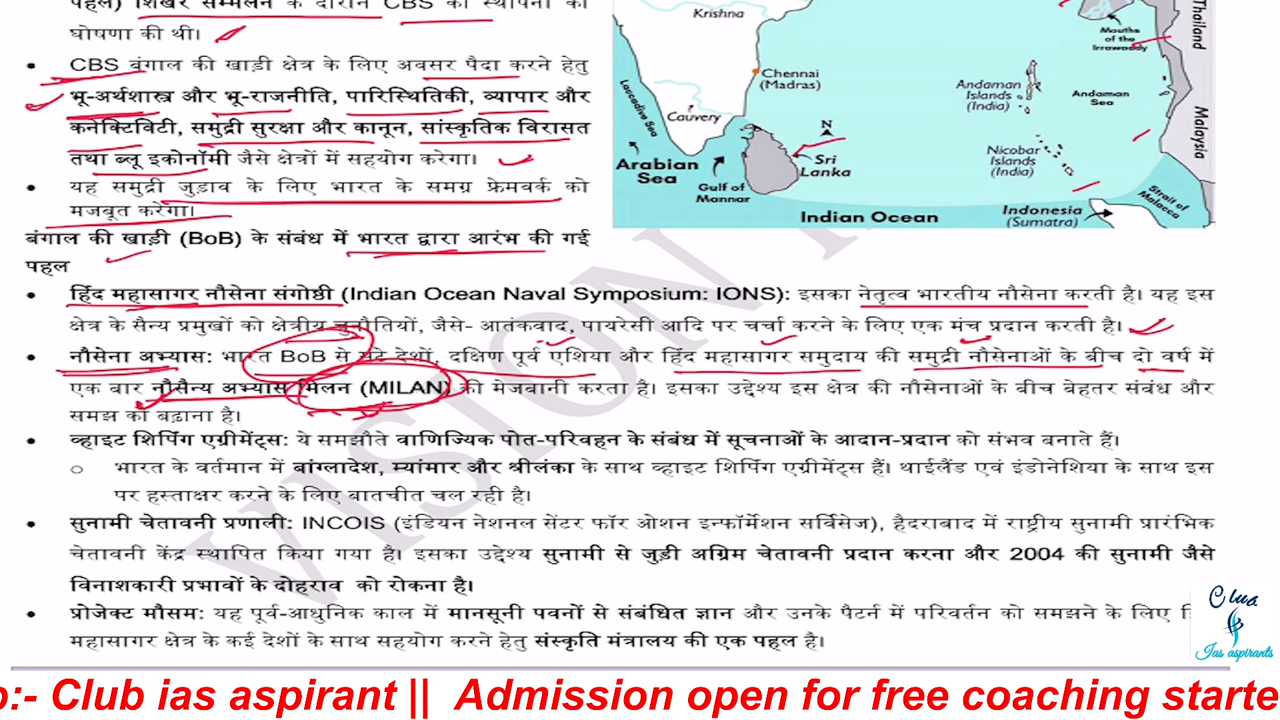 पहल) शिखर सम्मेलन के दौरान CBS की स्थापना की
घोषणा की थी।
• CBS बंगाल की खाड़ी क्षेत्र के लिए अवसर पैदा करने हेतु
भू-अर्थशास्त्र और भू-राजनीति, पारिस्थितिकी, व्यापार और
कनेक्टिविटी, समुद्री सुरक्षा और कानून, सांस्कृतिक विरासत
तथा ब्लू इकोनॉमी जैसे क्षेत्रों में सहयोग करेगा।
• यह समुद्री जुड़ाव के लिए भारत के समग्र फ्रेमवर्क को
मजबूत करेगा।
बंगाल की खाड़ी (BoB) के संबंध में भारत द्वारा आरंभ की गई
पहल
Krishna
Chennai
(Madras)
Cauvery
Laccadive Sea
Arabian
Sea
Gulf of
Mannar
N
Sri
Lanka
Indian Ocean
Andaman
Islands
(India)
Andaman
Sea
Nicobar
Islands
(India)
Mouths
of the
Irrawaddy
Thailand
Malaysia
Strait of
Malacca
Indonesia
(Sumatra)
• हिंद महासागर नौसेना संगोष्ठी (Indian Ocean Naval Symposium: IONS): इसका नेतृत्व भारतीय नौसेना करती है। यह इस
क्षेत्र के सैन्य प्रमुखों को क्षेत्रीय चुनौतियों, जैसे- आतंकवाद, पायरेसी आदि पर चर्चा करने के लिए एक मंच प्रदान करती है।
• नौसेना अभ्यास: भारत BoB से सटे देशों, दक्षिण पूर्व एशिया और हिंद महासागर समुदाय की समुद्री नौसेनाओं के बीच दो वर्ष में
एक बार नौसैन्य अभ्यास मिलन (MILAN) की मेजबानी करता है। इसका उद्देश्य इस क्षेत्र की नौसेनाओं के बीच बेहतर संबंध और
समझ को बढ़ाना है।
• व्हाइट शिपिंग एग्रीमेंट्स: ये समझौते वाणिज्यिक पोत-परिवहन के संबंध में सूचनाओं के आदान-प्रदान को संभव बनाते हैं।
○ भारत के वर्तमान में बांग्लादेश, म्यांमार और श्रीलंका के साथ व्हाइट शिपिंग एग्रीमेंट्स हैं। थाईलैंड एवं इंडोनेशिया के साथ इस
पर हस्ताक्षर करने के लिए बातचीत चल रही है।
• सुनामी चेतावनी प्रणाली: INCOIS (इंडियन नेशनल सेंटर फॉर ओशन इन्फॉर्मेशन सर्विसेज), हैदराबाद में राष्ट्रीय सुनामी प्रारंभिक
चेतावनी केंद्र स्थापित किया गया है। इसका उद्देश्य सुनामी से जुड़ी अग्रिम चेतावनी प्रदान करना और 2004 की सुनामी जैसे
विनाशकारी प्रभावों के दोहराव को रोकना है।
• प्रोजेक्ट मौसम: यह पूर्व-आधुनिक काल में मानसूनी पवनों से संबंधित ज्ञान और उनके पैटर्न में परिवर्तन को समझने के लिए
महासागर क्षेत्र के कई देशों के साथ सहयोग करने हेतु संस्कृति मंत्रालय की एक पहल है।
VISION
Club
Ias aspirants
o:- Club ias aspirant || Admission open for free coaching starte